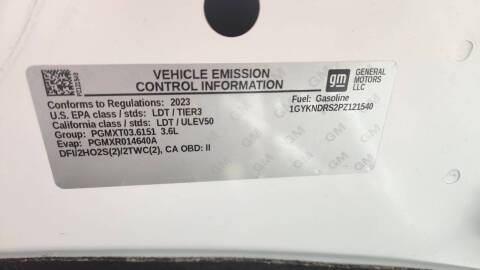 VEHICLE EMISSION
CONTROL INFORMATION
gm
GENERAL
MOTORS
LLC
Conforms to Regulations: 2023
U.S. EPA class / stds: LDT / TIER3
California class / stds: LDT / ULEV50
Group: PGMXT03.6151 3.6L
Evap: PGMXR014640A
DFI/2HO2S(2)/2TWC(2), CA OBD: II
Fuel: Gasoline
1GYKNDRS2PZ121540